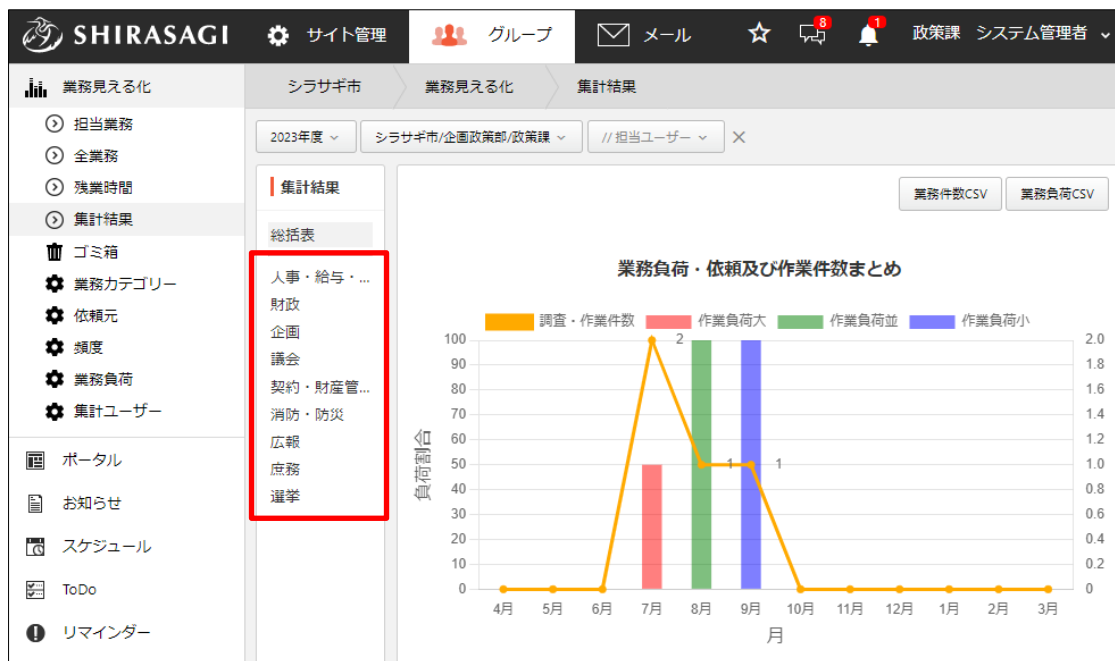 SHIRASAGI
サイト管理
グループ
メール
8
1
政策課 システム管理者
業務見える化
担当業務
全業務
残業時間
集計結果
ゴミ箱
業務カテゴリー
依頼元
頻度
業務負荷
集計ユーザー
ポータル
お知らせ
スケジュール
ToDo
リマインダー
シラサギ市
業務見える化
集計結果
2023年度
シラサギ市/企画政策部/政策課
// 担当ユーザー
集計結果
総括表
人事・給与・...
財政
企画
議会
契約・財産管...
消防・防災
広報
庶務
選挙
業務件数CSV
業務負荷CSV
業務負荷・依頼及び作業件数まとめ
調査・作業件数 作業負荷大 作業負荷並 作業負荷小
負荷割合
100
90
80
70
60
50
40
30
20
10
0
2
1
1
2.0
1.8
1.6
1.4
1.2
1.0
0.8
0.6
0.4
0.2
0
4月 5月 6月 7月 8月 9月 10月 11月 12月 1月 2月 3月
月